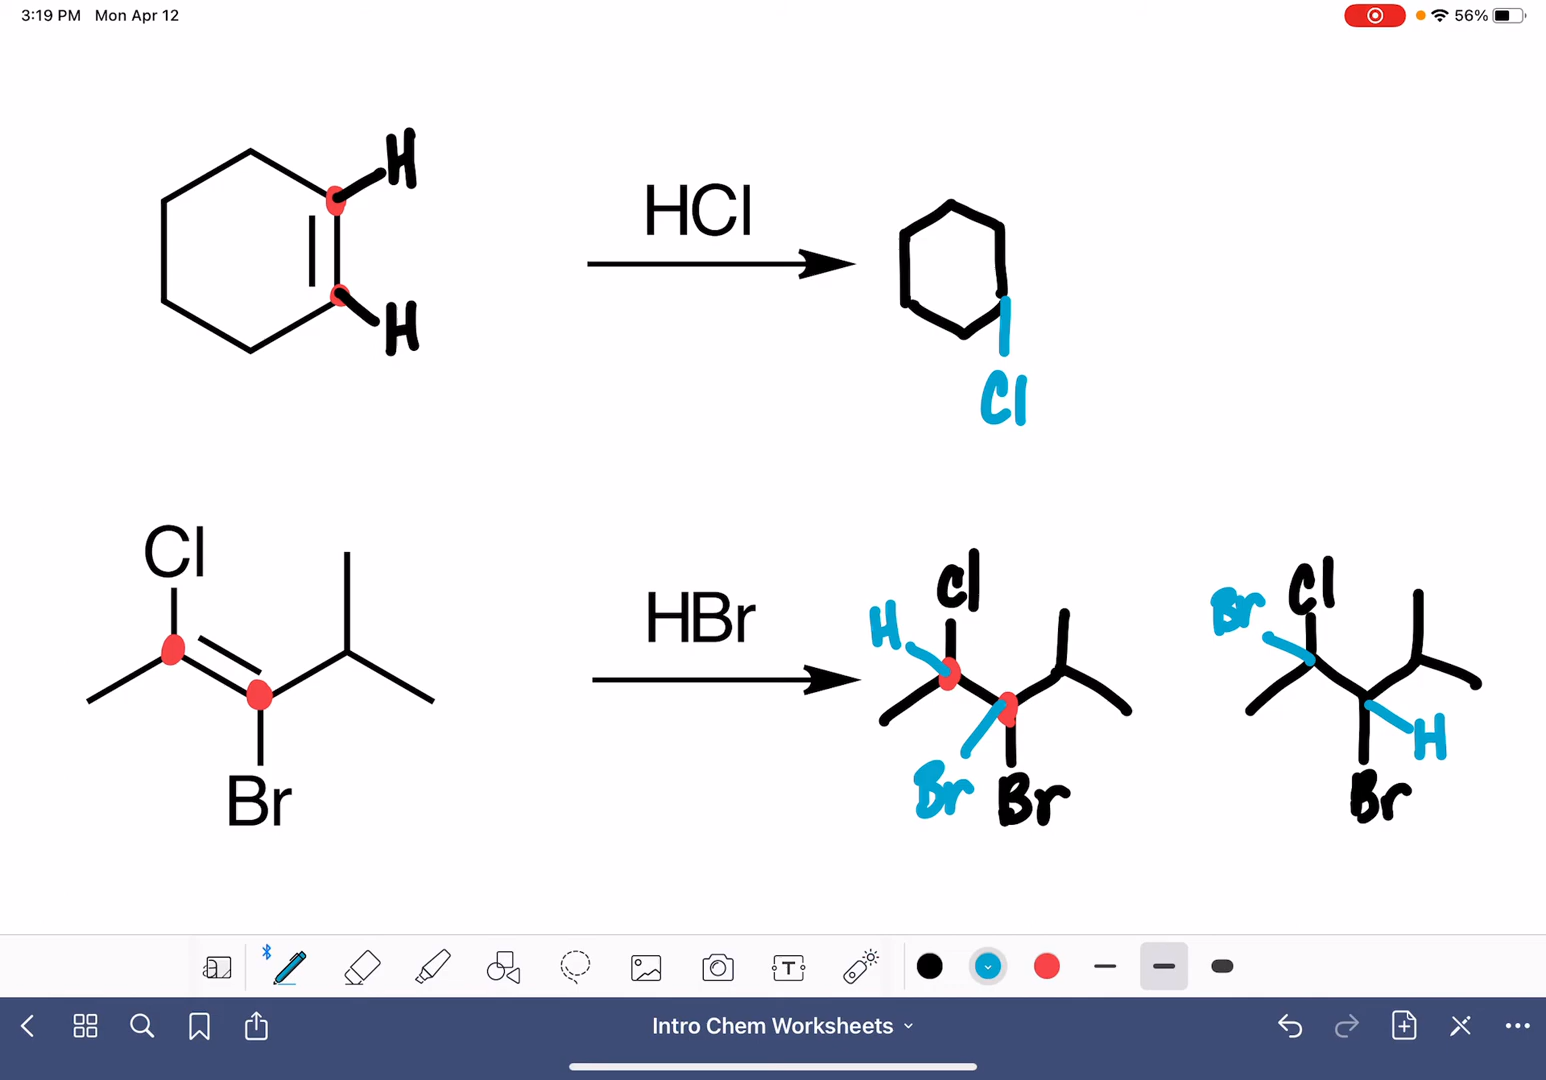 3:19 PM Mon Apr 12
56%
H
HCl
H
Cl
Cl
HBr
Cl
H
Cl
Br
Br
Br
Br
H
Br
T
Intro Chem Worksheets